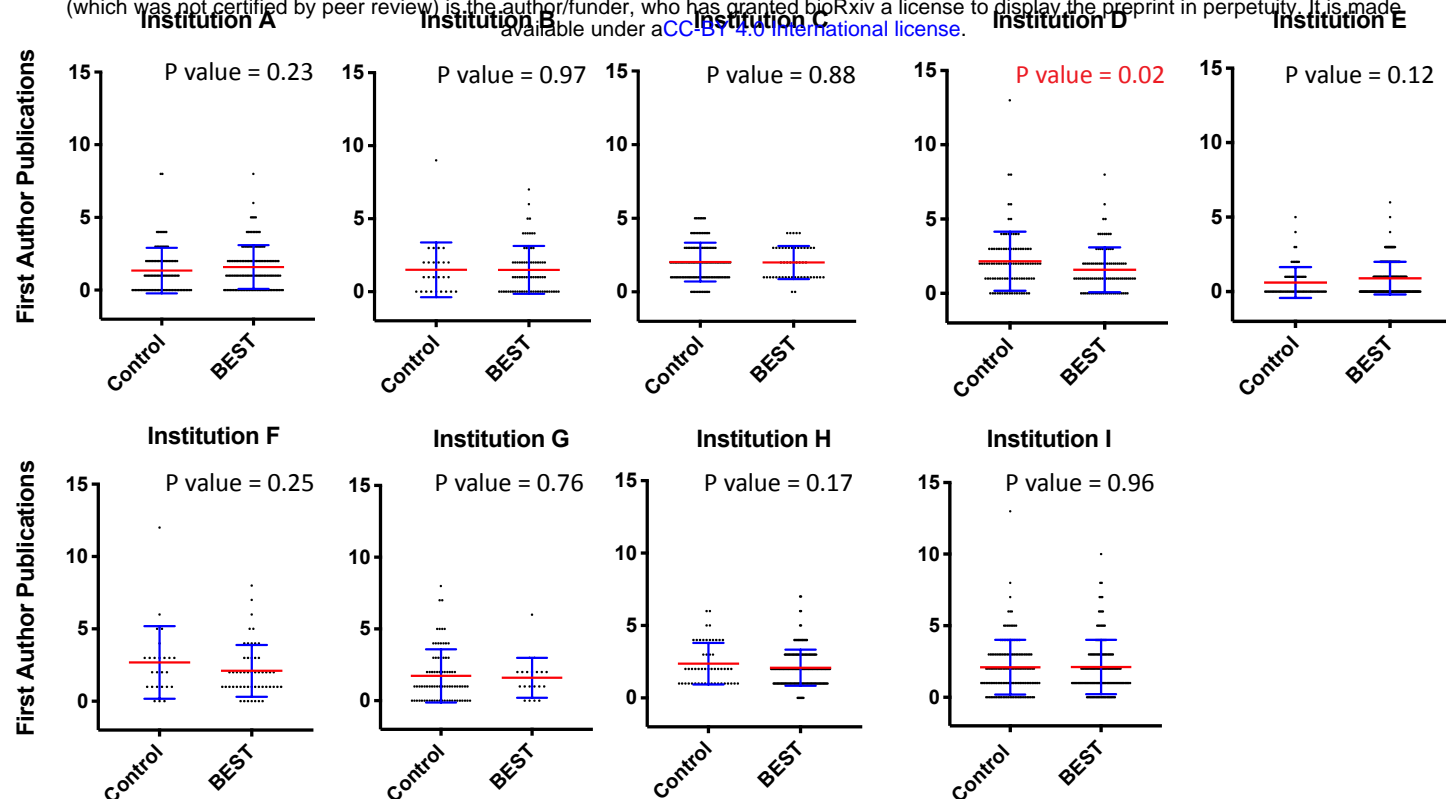 (which was not certified by peer review) is the author/funder, who has granted bioRxiv a license to display the preprint in perpetuity. It is made
available under aCC-BY 4.0 International license.
Institution A Institution B Institution C Institution D Institution E
P value = 0.23 P value = 0.97 P value = 0.88 P value = 0.02 P value = 0.12
First Author Publications
15 15 15 15 15
10 10 10 10 10
5 5 5 5 5
0 0 0 0 0
Control BEST Control BEST Control BEST Control BEST Control BEST
Institution F Institution G Institution H Institution I
P value = 0.25 P value = 0.76 P value = 0.17 P value = 0.96
First Author Publications
15 15 15 15
10 10 10 10
5 5 5 5
0 0 0 0
Control BEST Control BEST Control BEST Control BEST